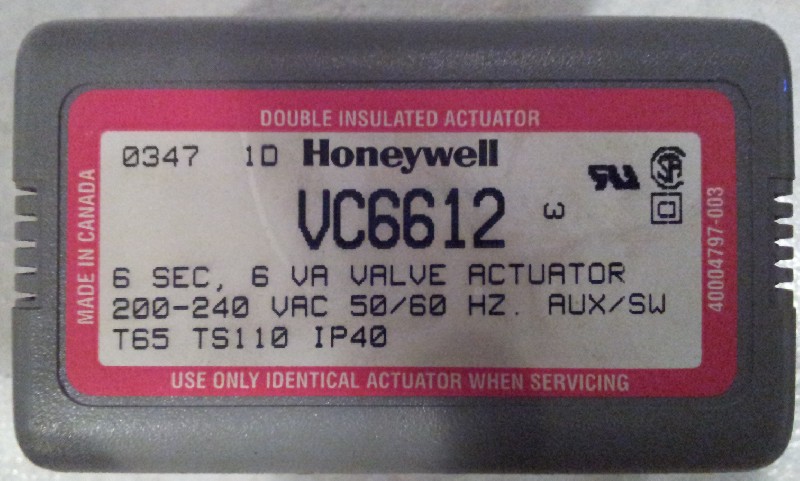 DOUBLE INSULATED ACTUATOR
MADE IN CANADA
0347 1D Honeywell
VC6612
6 SEC, 6 VA VALVE ACTUATOR
200-240 VAC 50/60 HZ. AUX/SW
T65 TS110 IP40
40004797-003
USE ONLY IDENTICAL ACTUATOR WHEN SERVICING